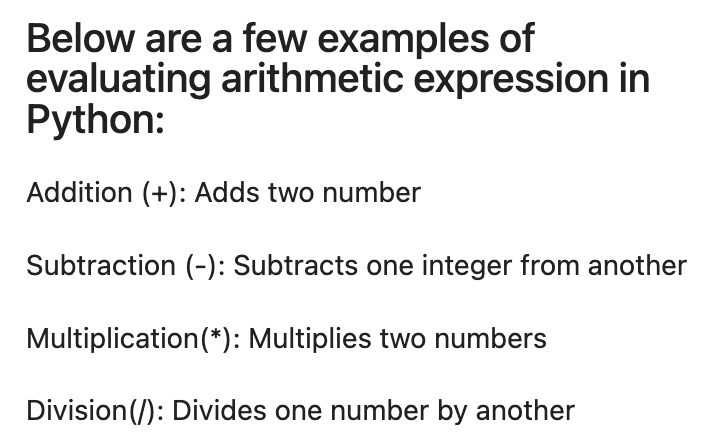 Below are a few examples of
evaluating arithmetic expression in
Python:
Addition (+): Adds two number
Subtraction (-): Subtracts one integer from another
Multiplication(*): Multiplies two numbers
Division(/): Divides one number by another